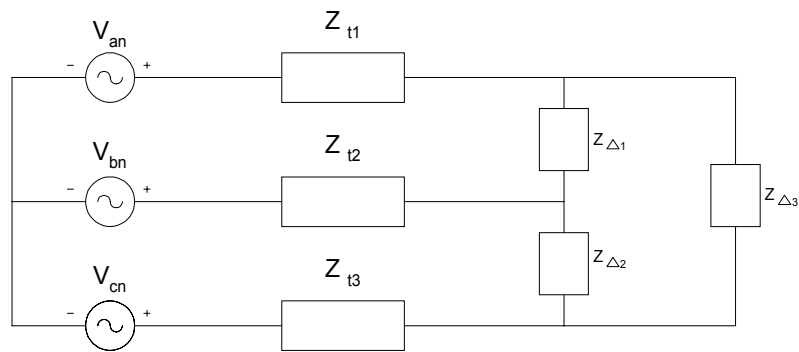 V an
Z t1
− +
Z △1
V bn
Z t2
− +
Z △3
Z △2
V cn
Z t3
− +